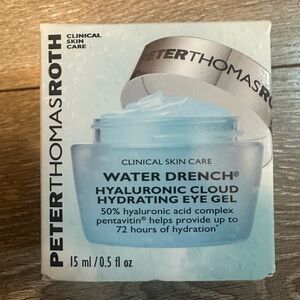 PETERTHOMASROTH
CLINICAL
SKIN
CARE
PETERTHOMASRO
CLINICAL SKIN CARE
WATER DRENCH®
HYALURONIC CLOUD
HYDRATING EYE GEL
50% hyaluronic acid complex
pentavitin® helps provide up to
72 hours of hydration*
15 ml/0.5 fl oz